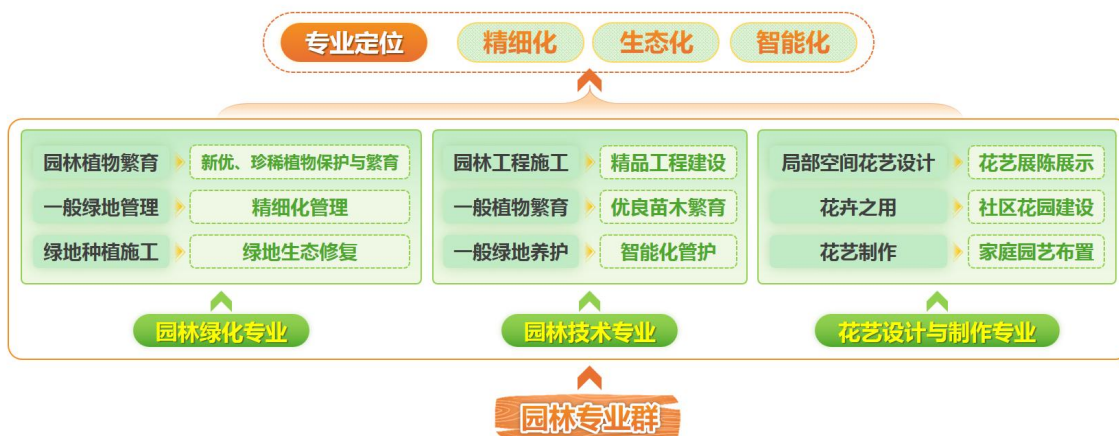 专业定位 精细化 生态化 智能化
园林植物繁育 新优、珍稀植物保护与繁育
一般绿地管理 精细化管理
绿地种植施工 绿地生态修复
园林绿化专业
园林工程施工 精品工程建设
一般植物繁育 优良苗木繁育
一般绿地养护 智能化管护
园林技术专业
局部空间花艺设计 花艺展陈展示
花卉之用 社区花园建设
花艺制作 家庭园艺布置
花艺设计与制作专业
园林专业群